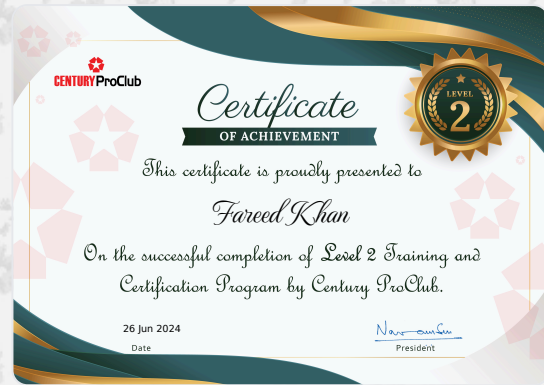 CENTURY ProClub
LEVEL
2
Certificate
OF ACHIEVEMENT
This certificate is proudly presented to
Fareed Khan
On the successful completion of Level 2 Training and
Certification Program by Century ProClub.
26 Jun 2024
Date
President